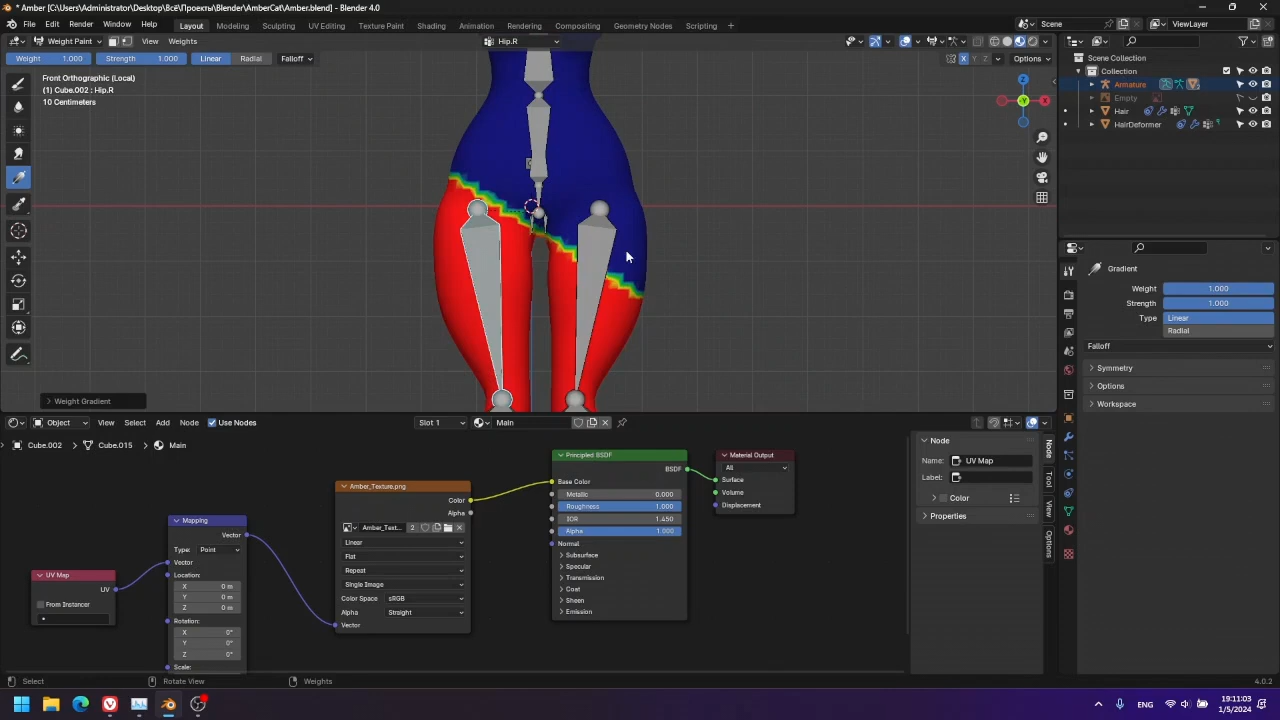 * Amber [C:\Users\Administrator\Desktop\Всё\Проекты\Blender\AmberCat\Amber.blend] - Blender 4.0
File Edit Render Window Help
Layout Modeling Sculpting UV Editing Texture Paint Shading Animation Rendering Compositing Geometry Nodes Scripting +
Scene
ViewLayer
Weight Paint View Weights
Hip.R
Weight 1.000 Strength 1.000 Linear Radial Falloff
X Y Z
Options
Front Orthographic (Local)
(1) Cube.002 : Hip.R
10 Centimeters
Z
Y
X
Weight Gradient
Scene Collection
Collection
Armature
Empty
Hair
HairDeformer
Gradient
Weight 1.000
Strength 1.000
Type Linear
Radial
Falloff
Symmetry
Options
Workspace
Object View Select Add Node Use Nodes
Slot 1
Main
Cube.002 > Cube.015 > Main
UV Map
UV
From Instancer
Mapping
Vector
Type: Point
Vector
Location:
X 0 m
Y 0 m
Z 0 m
Rotation:
X 0°
Y 0°
Z 0°
Scale:
Amber_Texture.png
Color
Alpha
Amber_Text... 2
Linear
Flat
Repeat
Single Image
Color Space sRGB
Alpha Straight
Vector
Principled BSDF
BSDF
Base Color
Metallic 0.000
Roughness 1.000
IOR 1.450
Alpha 1.000
Normal
Subsurface
Specular
Transmission
Coat
Sheen
Emission
Material Output
All
Surface
Volume
Displacement
Node
Name: UV Map
Label:
Color
Properties
Node
Tool
View
Options
Select
Rotate View
Weights
4.0.2
ENG
19:11:03
1/5/2024